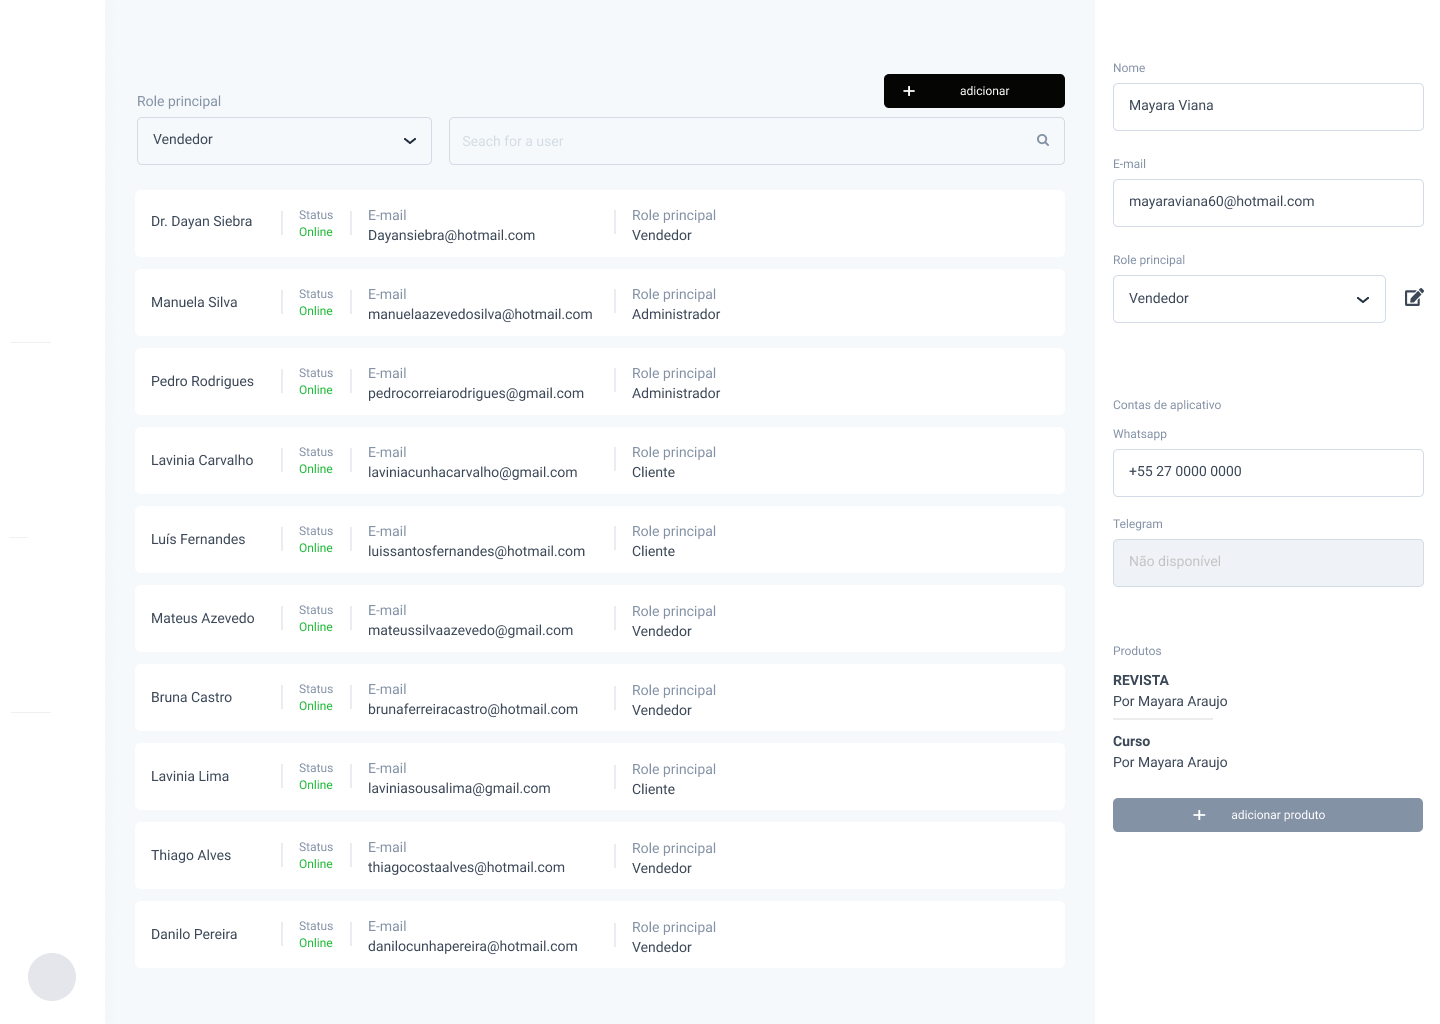 adicionar
Role principal
Vendedor
Seach for a user
Dr. Dayan Siebra
Status
Online
E-mail
Dayansiebra@hotmail.com
Role principal
Vendedor
Manuela Silva
Status
Online
E-mail
manuelaazevedosilva@hotmail.com
Role principal
Administrador
Pedro Rodrigues
Status
Online
E-mail
pedrocorreiarodrigues@gmail.com
Role principal
Administrador
Lavinia Carvalho
Status
Online
E-mail
laviniacunhacarvalho@gmail.com
Role principal
Cliente
Luís Fernandes
Status
Online
E-mail
luissantosfernandes@hotmail.com
Role principal
Cliente
Mateus Azevedo
Status
Online
E-mail
mateussilvaazevedo@gmail.com
Role principal
Vendedor
Bruna Castro
Status
Online
E-mail
brunaferreiracastro@hotmail.com
Role principal
Vendedor
Lavinia Lima
Status
Online
E-mail
laviniasousalima@gmail.com
Role principal
Cliente
Thiago Alves
Status
Online
E-mail
thiagocostaalves@hotmail.com
Role principal
Vendedor
Danilo Pereira
Status
Online
E-mail
danilocunhapereira@hotmail.com
Role principal
Vendedor
Nome
Mayara Viana
E-mail
mayaraviana60@hotmail.com
Role principal
Vendedor
Contas de aplicativo
Whatsapp
+55 27 0000 0000
Telegram
Não disponível
Produtos
REVISTA
Por Mayara Araujo
Curso
Por Mayara Araujo
adicionar produto